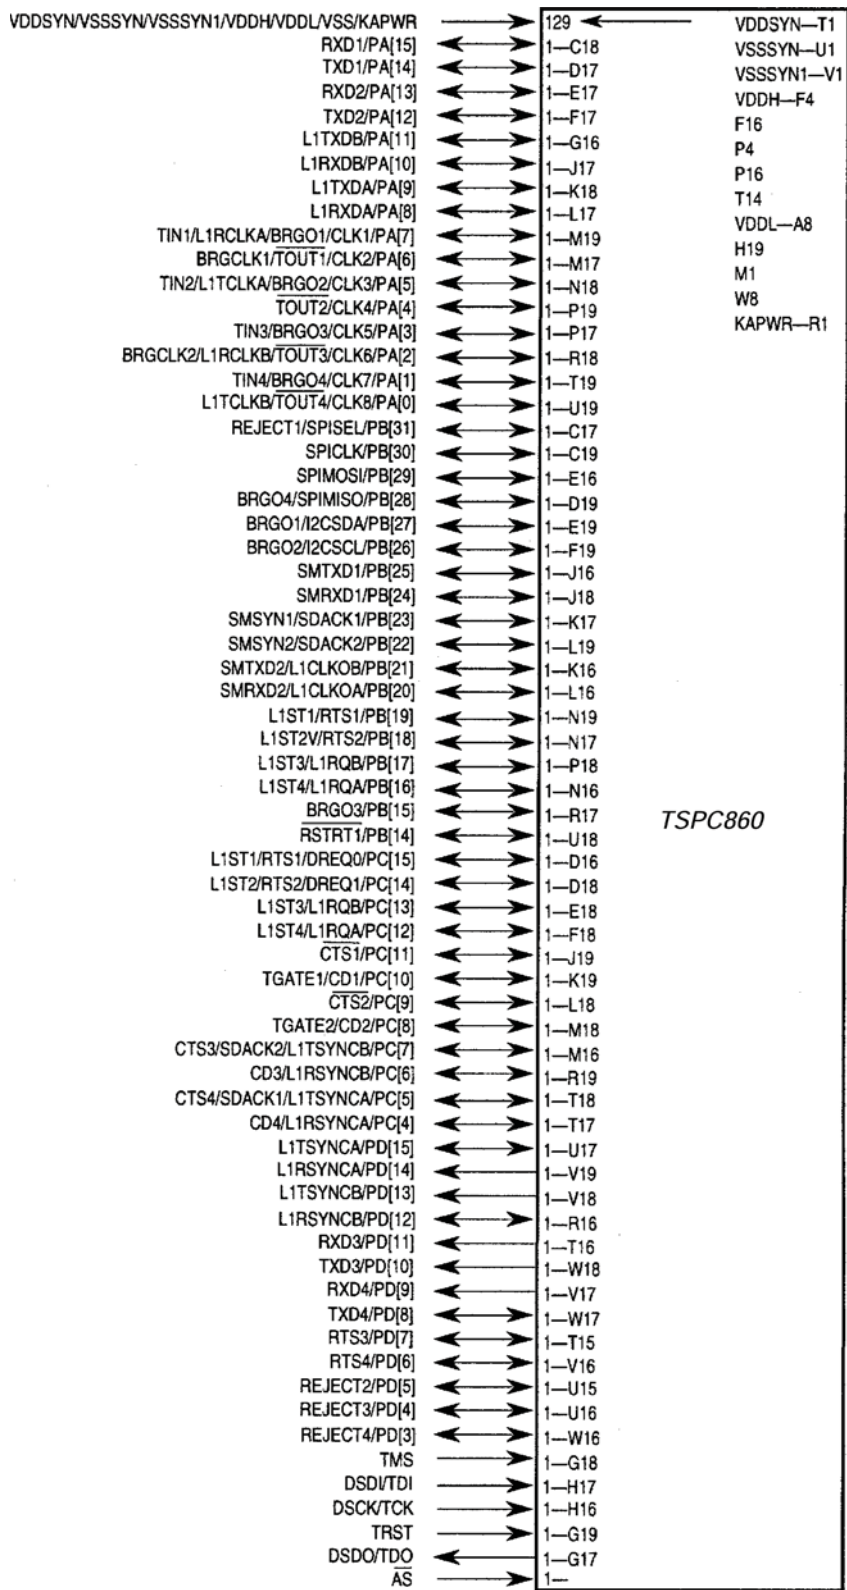 VDDSYN/VSSSYN/VSSSYN1/VDDH/VDDL/VSS/KAPWR 129 VDDSYN—T1
RXD1/PA[15] 1—C18 VSSSYN—U1
TXD1/PA[14] 1—D17 VSSSYN1—V1
RXD2/PA[13] 1—E17 VDDH—F4
TXD2/PA[12] 1—F17 F16
L1TXDB/PA[11] 1—G16 P4
L1RXDB/PA[10] 1—J17 P16
L1TXDA/PA[9] 1—K18 T14
L1RXDA/PA[8] 1—L17 VDDL—A8
TIN1/L1RCLKA/BRGO1/CLK1/PA[7] 1—M19 H19
BRGCLK1/TOUT1/CLK2/PA[6] 1—M17 M1
TIN2/L1TCLKA/BRGO2/CLK3/PA[5] 1—N18 W8
TOUT2/CLK4/PA[4] 1—P19 KAPWR—R1
TIN3/BRGO3/CLK5/PA[3] 1—P17
BRGCLK2/L1RCLKB/TOUT3/CLK6/PA[2] 1—R18
TIN4/BRGO4/CLK7/PA[1] 1—T19
L1TCLKB/TOUT4/CLK8/PA[0] 1—U19
REJECT1/SPISEL/PB[31] 1—C17
SPICLK/PB[30] 1—C19
SPIMOSI/PB[29] 1—E16
BRGO4/SPIMISO/PB[28] 1—D19
BRGO1/I2CSDA/PB[27] 1—E19
BRGO2/I2CSCL/PB[26] 1—F19
SMTXD1/PB[25] 1—J16
SMRXD1/PB[24] 1—J18
SMSYN1/SDACK1/PB[23] 1—K17
SMSYN2/SDACK2/PB[22] 1—L19
SMTXD2/L1CLKOB/PB[21] 1—K16
SMRXD2/L1CLKOA/PB[20] 1—L16
L1ST1/RTS1/PB[19] 1—N19
L1ST2V/RTS2/PB[18] 1—N17
L1ST3/L1RQB/PB[17] 1—P18
L1ST4/L1RQA/PB[16] 1—N16
BRGO3/PB[15] 1—R17
TSPC860
RSTRT1/PB[14] 1—U18
L1ST1/RTS1/DREQ0/PC[15] 1—D16
L1ST2/RTS2/DREQ1/PC[14] 1—D18
L1ST3/L1RQB/PC[13] 1—E18
L1ST4/L1RQA/PC[12] 1—F18
CTS1/PC[11] 1—J19
TGATE1/CD1/PC[10] 1—K19
CTS2/PC[9] 1—L18
TGATE2/CD2/PC[8] 1—M18
CTS3/SDACK2/L1TSYNCB/PC[7] 1—M16
CD3/L1RSYNCB/PC[6] 1—R19
CTS4/SDACK1/L1TSYNCA/PC[5] 1—T18
CD4/L1RSYNCA/PC[4] 1—T17
L1TSYNCA/PD[15] 1—U17
L1RSYNCA/PD[14] 1—V19
L1TSYNCB/PD[13] 1—V18
L1RSYNCB/PD[12] 1—R16
RXD3/PD[11] 1—T16
TXD3/PD[10] 1—W18
RXD4/PD[9] 1—V17
TXD4/PD[8] 1—W17
RTS3/PD[7] 1—T15
RTS4/PD[6] 1—V16
REJECT2/PD[5] 1—U15
REJECT3/PD[4] 1—U16
REJECT4/PD[3] 1—W16
TMS 1—G18
DSDI/TDI 1—H17
DSCK/TCK 1—H16
TRST 1—G19
DSDO/TDO 1—G17
AS 1—